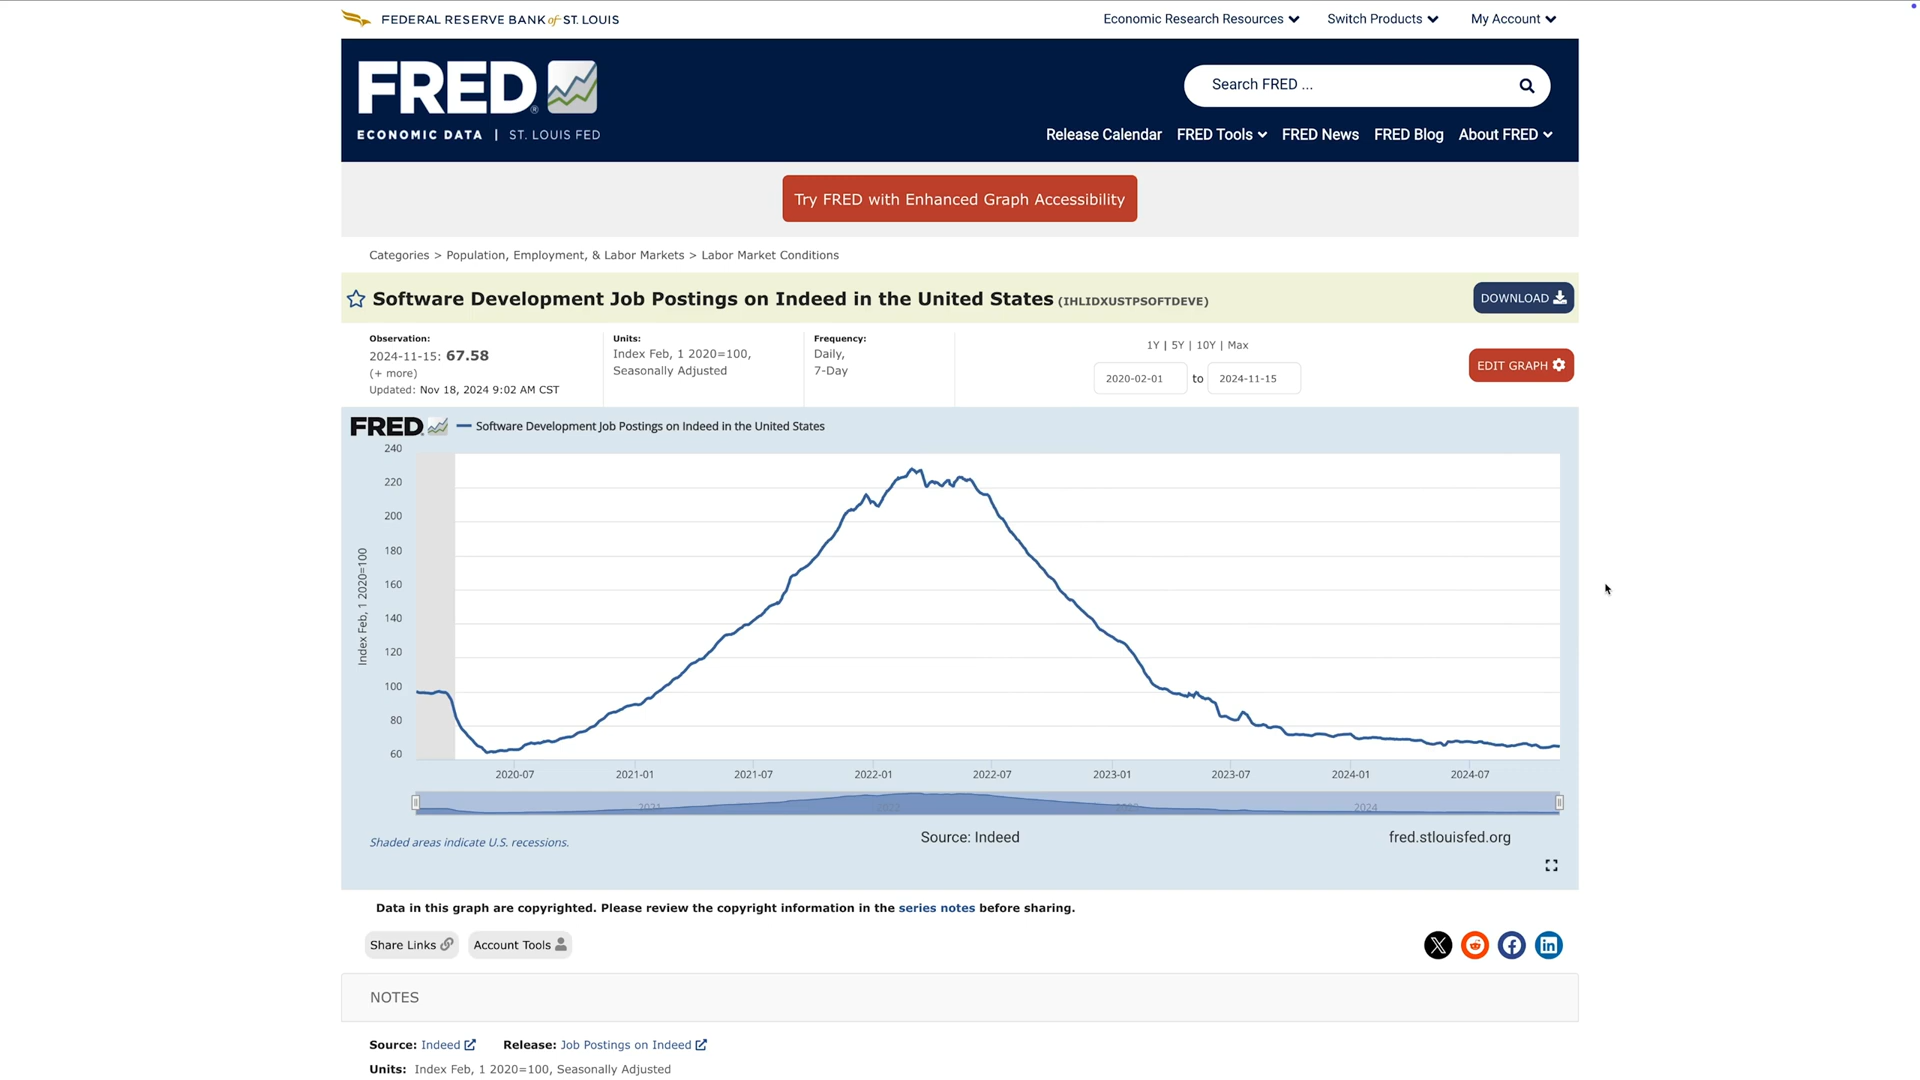 FEDERAL RESERVE BANK of ST. LOUIS
Economic Research Resources
Switch Products
My Account
FRED®
ECONOMIC DATA | ST. LOUIS FED
Search FRED ...
Release Calendar
FRED Tools
FRED News
FRED Blog
About FRED
Try FRED with Enhanced Graph Accessibility
Categories > Population, Employment, & Labor Markets > Labor Market Conditions
Software Development Job Postings on Indeed in the United States (IHLIDXUSTPSOFTDEVE)
DOWNLOAD
Observation:
2024-11-15: 67.58
(+ more)
Updated: Nov 18, 2024 9:02 AM CST
Units:
Index Feb, 1 2020=100,
Seasonally Adjusted
Frequency:
Daily,
7-Day
1Y | 5Y | 10Y | Max
2020-02-01 to 2024-11-15
EDIT GRAPH
FRED
Software Development Job Postings on Indeed in the United States
Index Feb, 1 2020=100
240
220
200
180
160
140
120
100
80
60
2020-07
2021-01
2021-07
2022-01
2022-07
2023-01
2023-07
2024-01
2024-07
2021
2022
2023
2024
Shaded areas indicate U.S. recessions.
Source: Indeed
fred.stlouisfed.org
Data in this graph are copyrighted. Please review the copyright information in the series notes before sharing.
Share Links
Account Tools
NOTES
Source: Indeed
Release: Job Postings on Indeed
Units: Index Feb, 1 2020=100, Seasonally Adjusted